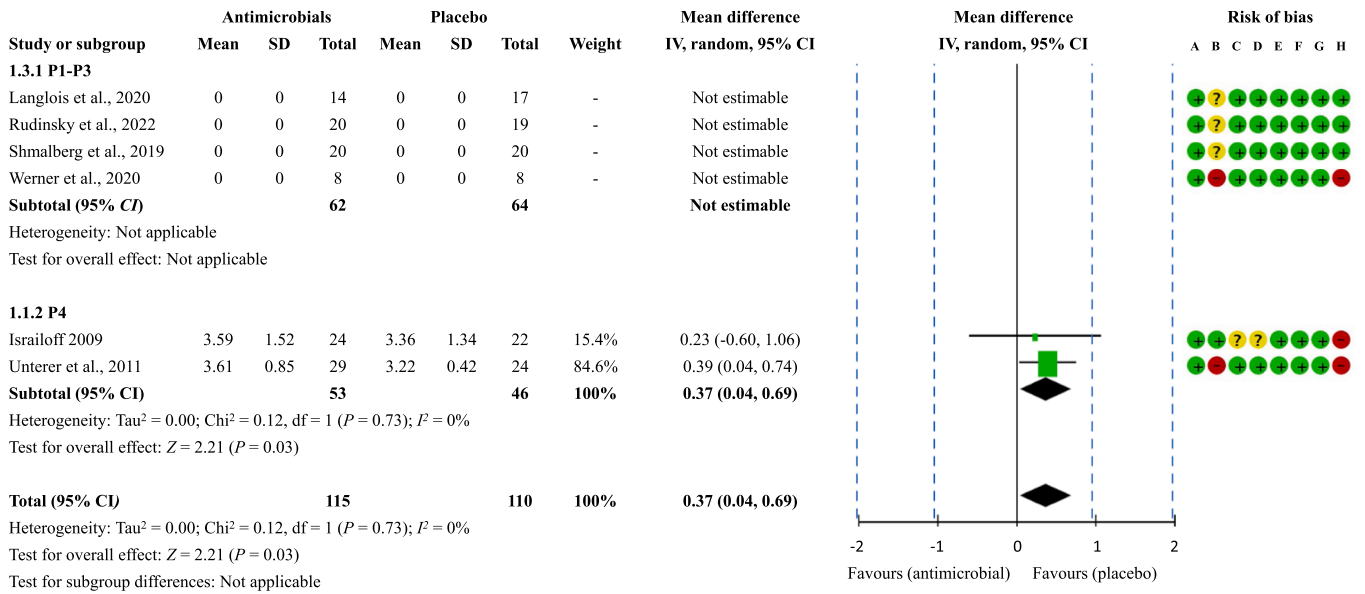 Antimicrobials Placebo Mean difference Mean difference Risk of bias
Study or subgroup Mean SD Total Mean SD Total Weight IV, random, 95% CI IV, random, 95% CI A B C D E F G H
1.3.1 P1-P3
Langlois et al., 2020 0 0 14 0 0 17 - Not estimable + ? + + + + + +
Rudinsky et al., 2022 0 0 20 0 0 19 - Not estimable + ? + + + + + +
Shmalberg et al., 2019 0 0 20 0 0 20 - Not estimable + ? + + + + + +
Werner et al., 2020 0 0 8 0 0 8 - Not estimable + - + + + + + -
Subtotal (95% CI) 62 64 Not estimable
Heterogeneity: Not applicable
Test for overall effect: Not applicable
1.1.2 P4
Israiloff 2009 3.59 1.52 24 3.36 1.34 22 15.4% 0.23 (-0.60, 1.06) + + ? ? + + + -
Unterer et al., 2011 3.61 0.85 29 3.22 0.42 24 84.6% 0.39 (0.04, 0.74) + - + + + + + -
Subtotal (95% CI) 53 46 100% 0.37 (0.04, 0.69)
Heterogeneity: Tau² = 0.00; Chi² = 0.12, df = 1 (P = 0.73); I² = 0%
Test for overall effect: Z = 2.21 (P = 0.03)
Total (95% CI) 115 110 100% 0.37 (0.04, 0.69)
Heterogeneity: Tau² = 0.00; Chi² = 0.12, df = 1 (P = 0.73); I² = 0%
Test for overall effect: Z = 2.21 (P = 0.03)
Test for subgroup differences: Not applicable
-2 -1 0 1 2
Favours (antimicrobial) Favours (placebo)